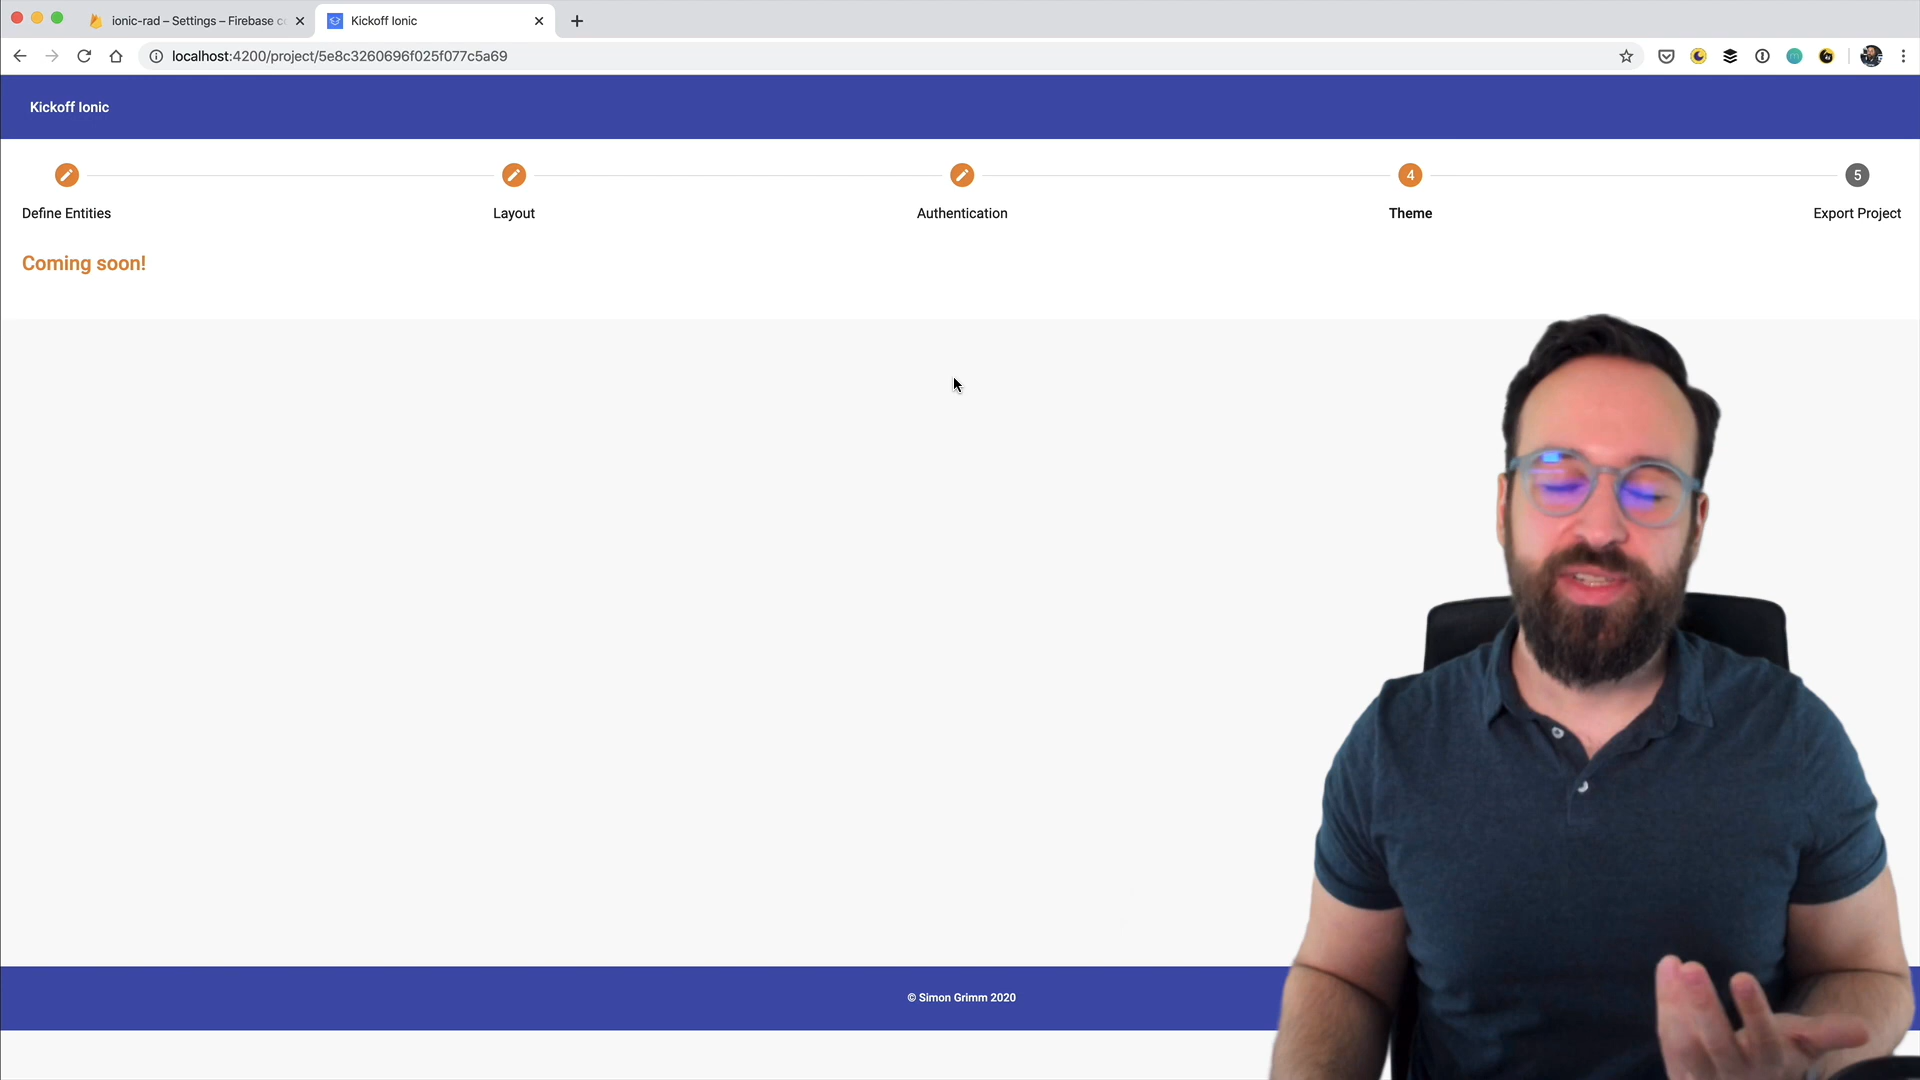 ionic-rad – Settings – Firebase co
Kickoff Ionic
localhost:4200/project/5e8c3260696f025f077c5a69
Kickoff Ionic
4
5
Define Entities
Layout
Authentication
Theme
Export Project
Coming soon!
© Simon Grimm 2020